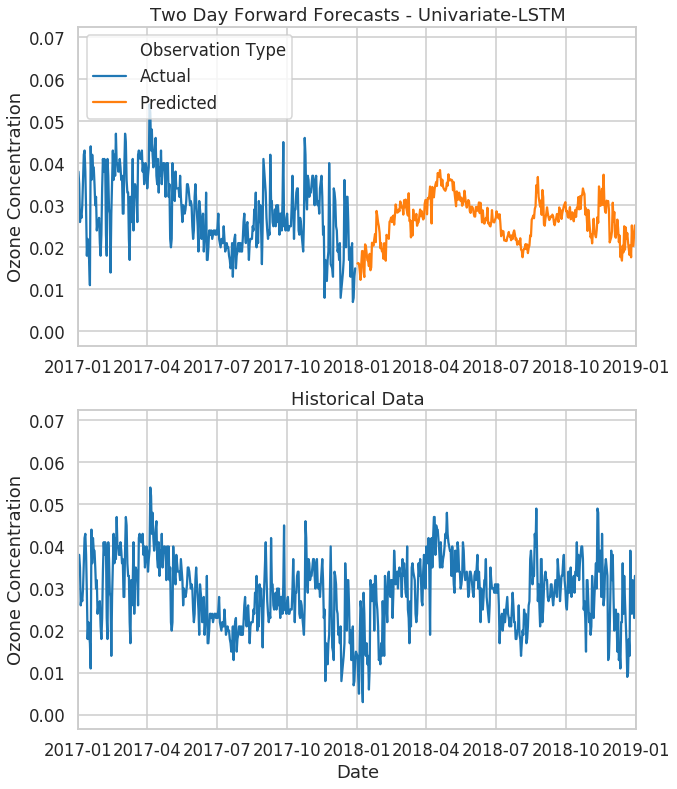 Two Day Forward Forecasts - Univariate-LSTM
0.07
0.06
0.05
0.04
0.03
0.02
0.01
0.00
Ozone Concentration
Observation Type
Actual
Predicted
2017-01 2017-04 2017-07 2017-10 2018-01 2018-04 2018-07 2018-10 2019-01
Historical Data
0.07
0.06
0.05
0.04
0.03
0.02
0.01
0.00
Ozone Concentration
2017-01 2017-04 2017-07 2017-10 2018-01 2018-04 2018-07 2018-10 2019-01
Date